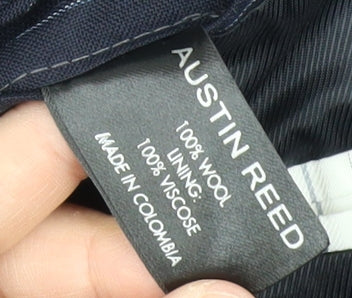 AUSTIN REED
100% WOOL
LINING:
100% VISCOSE
MADE IN COLOMBIA